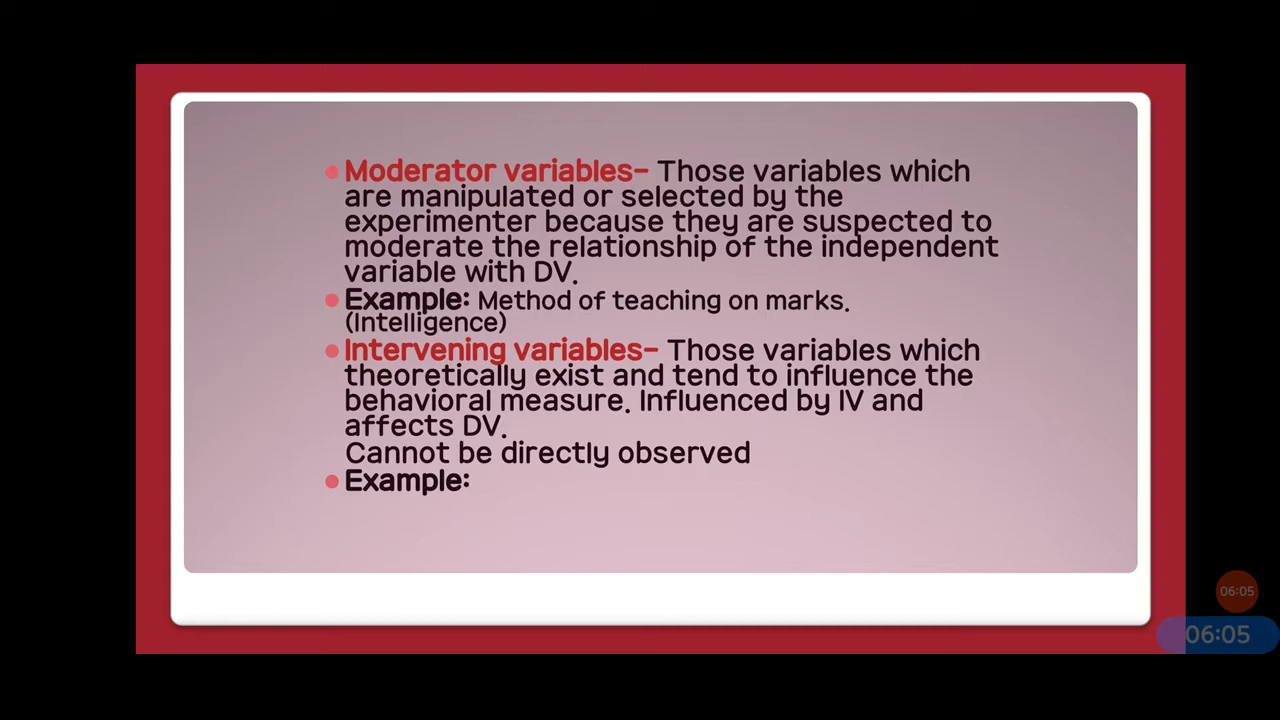 Moderator variables– Those variables which
are manipulated or selected by the
experimenter because they are suspected to
moderate the relationship of the independent
variable with DV.
Example: Method of teaching on marks.
(Intelligence)
Intervening variables– Those variables which
theoretically exist and tend to influence the
behavioral measure. Influenced by IV and
affects DV.
Cannot be directly observed
Example:
06:05
06:05